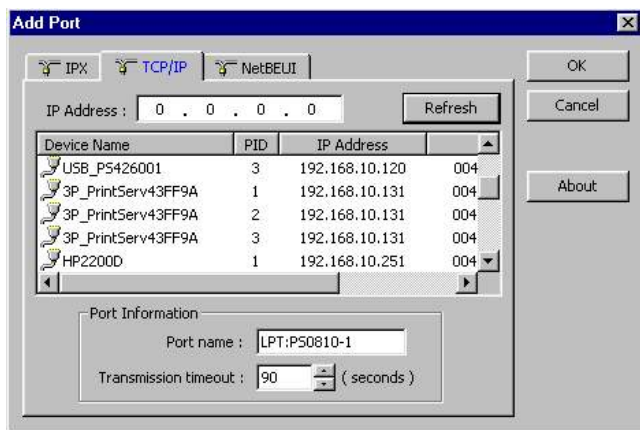 Add Port
IPX TCP/IP NetBEUI
OK
Cancel
About
IP Address : 0 . 0 . 0 . 0 Refresh
Device Name PID IP Address
USB_PS426001 3 192.168.10.120 004
3P_PrintServ43FF9A 1 192.168.10.131 004
3P_PrintServ43FF9A 2 192.168.10.131 004
3P_PrintServ43FF9A 3 192.168.10.131 004
HP2200D 1 192.168.10.251 004
Port Information
Port name : LPT:PS0810-1
Transmission timeout : 90 ( seconds )